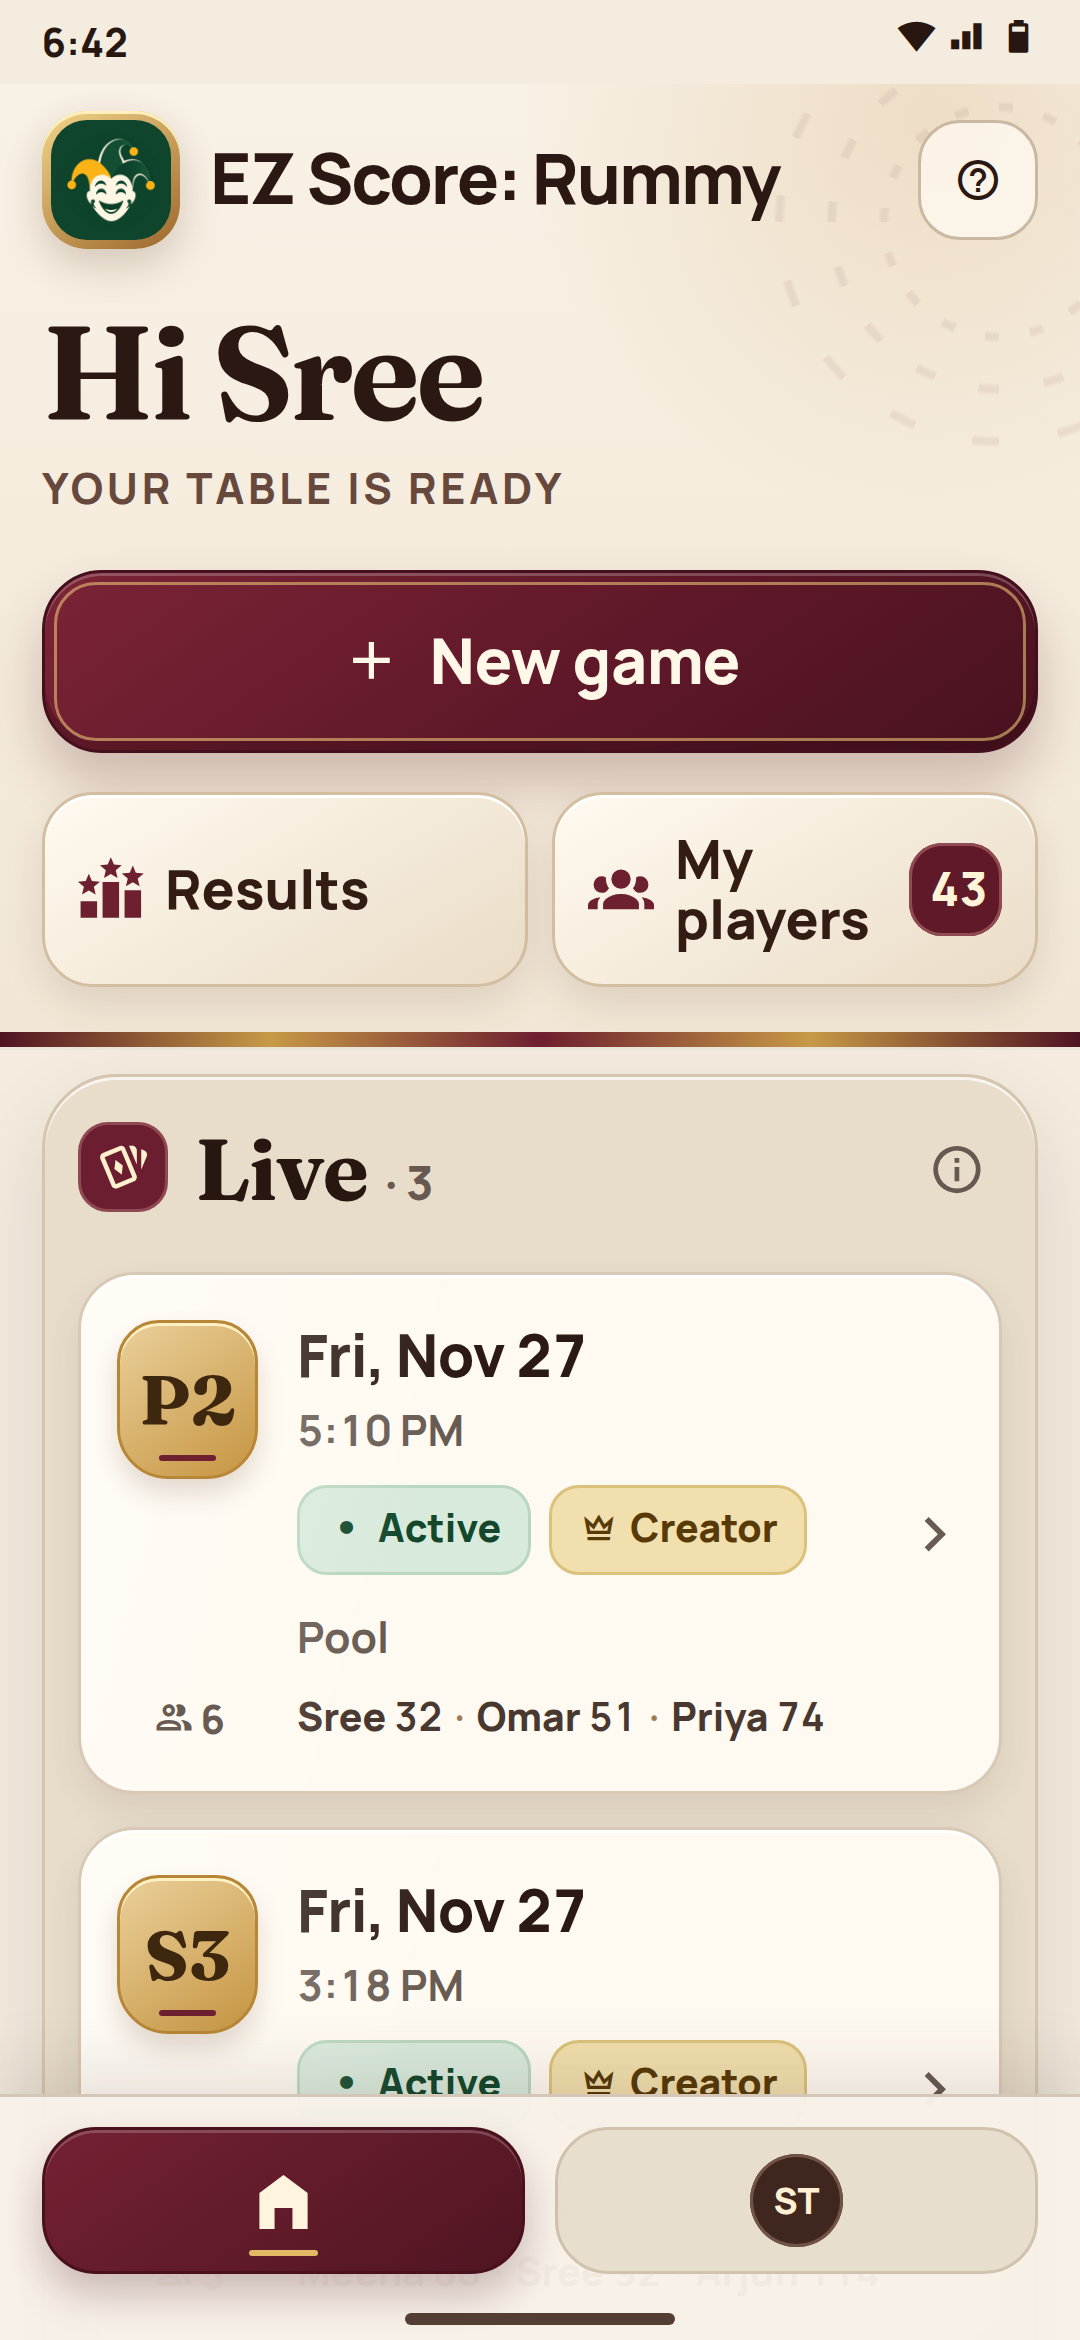 6:42
EZ Score: Rummy
Hi Sree
YOUR TABLE IS READY
+ New game
Results
My players
43
Live · 3
P2
Fri, Nov 27
5:10 PM
• Active
Creator
Pool
6
Sree 32 · Omar 51 · Priya 74
S3
Fri, Nov 27
3:18 PM
• Active
Creator
ST